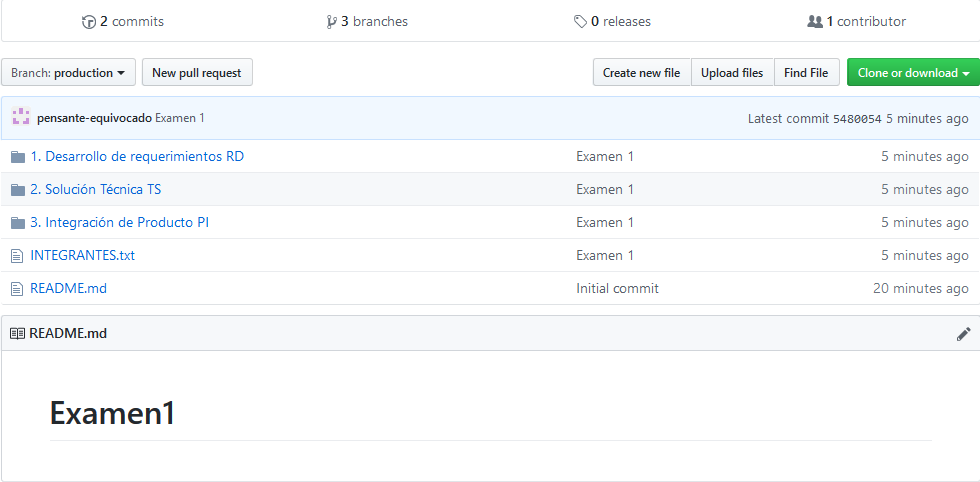 2 commits 3 branches 0 releases 1 contributor
Branch: production New pull request Create new file Upload files Find File Clone or download
pensante-equivocado Examen 1 Latest commit 5480054 5 minutes ago
1. Desarrollo de requerimientos RD Examen 1 5 minutes ago
2. Solución Técnica TS Examen 1 5 minutes ago
3. Integración de Producto PI Examen 1 5 minutes ago
INTEGRANTES.txt Examen 1 5 minutes ago
README.md Initial commit 20 minutes ago
README.md
Examen1